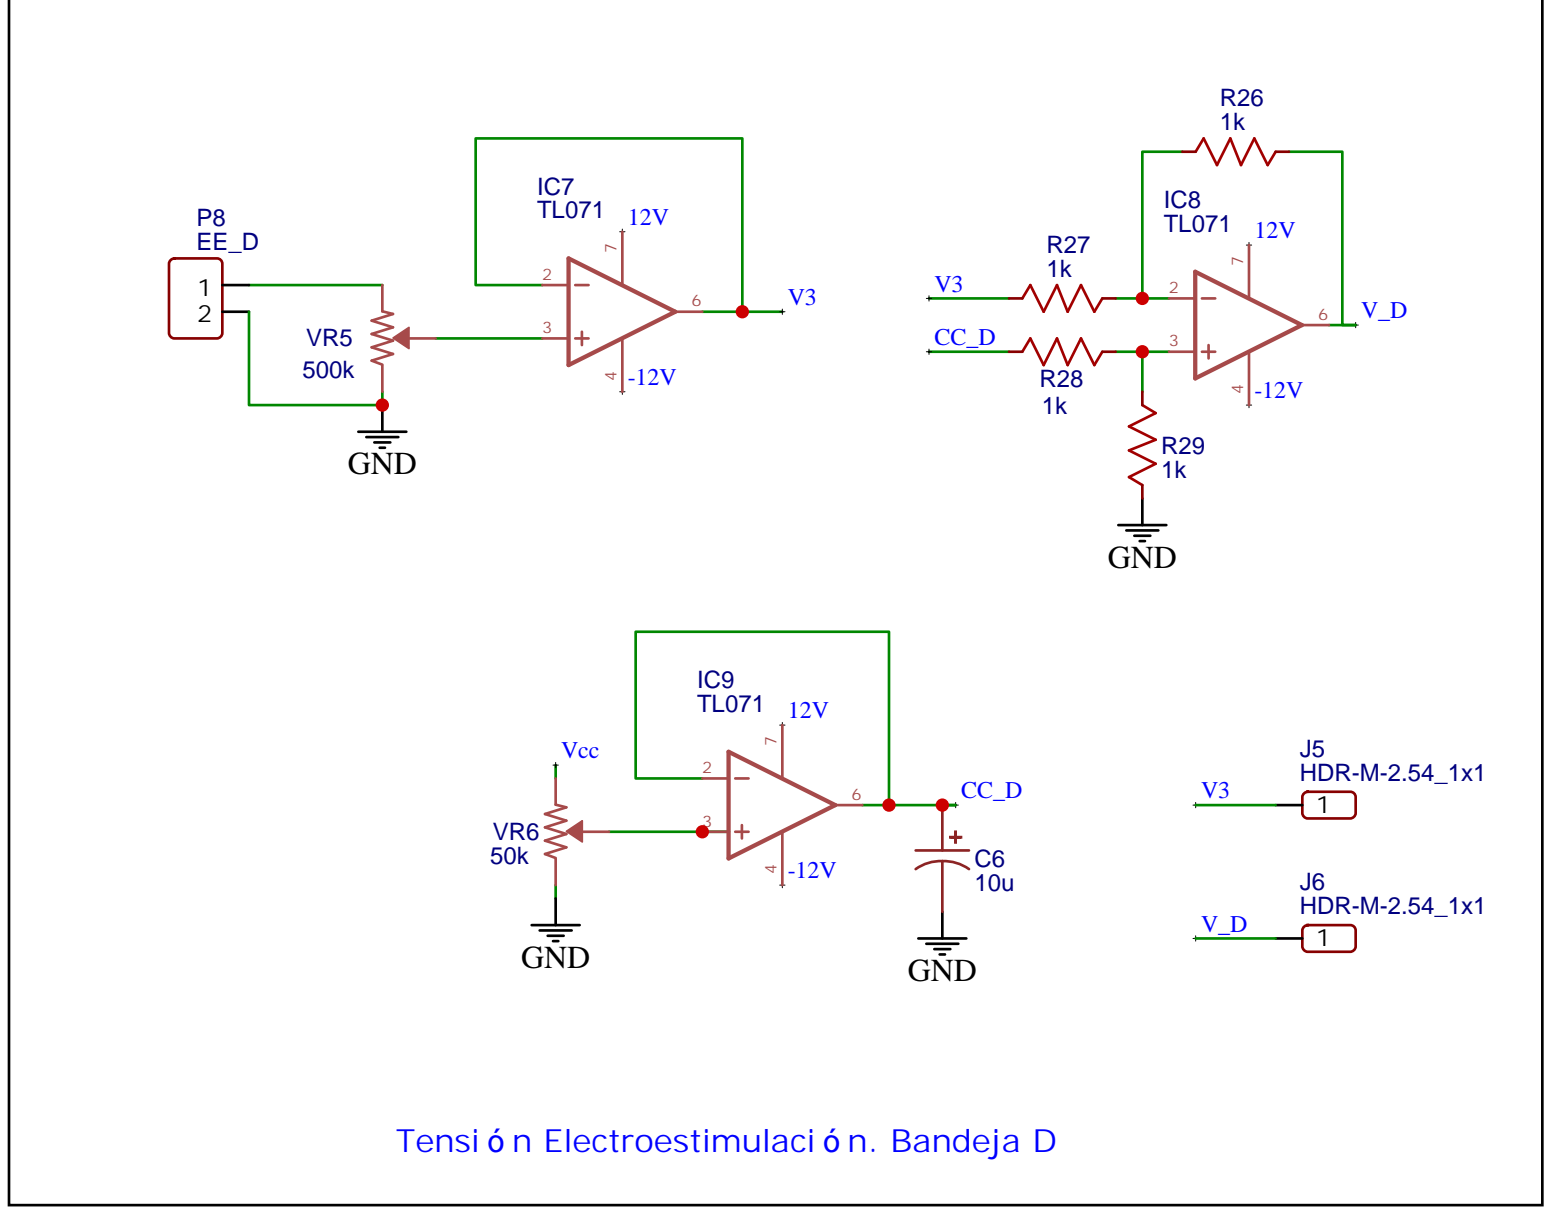 P8
EE_D
1
2
VR5
500k
GND
IC7
TL071
12V
7
2
3
6
4
-12V
V3
R26
1k
IC8
TL071
12V
7
R27
1k
V3
2
CC_D
3
R28
1k
6
V_D
4
-12V
R29
1k
GND
IC9
TL071
12V
7
Vcc
2
VR6
50k
3
6
CC_D
4
-12V
C6
10u
GND
GND
J5
HDR-M-2.54_1x1
V3
1
J6
HDR-M-2.54_1x1
V_D
1
Tensión Electroestimulación. Bandeja D